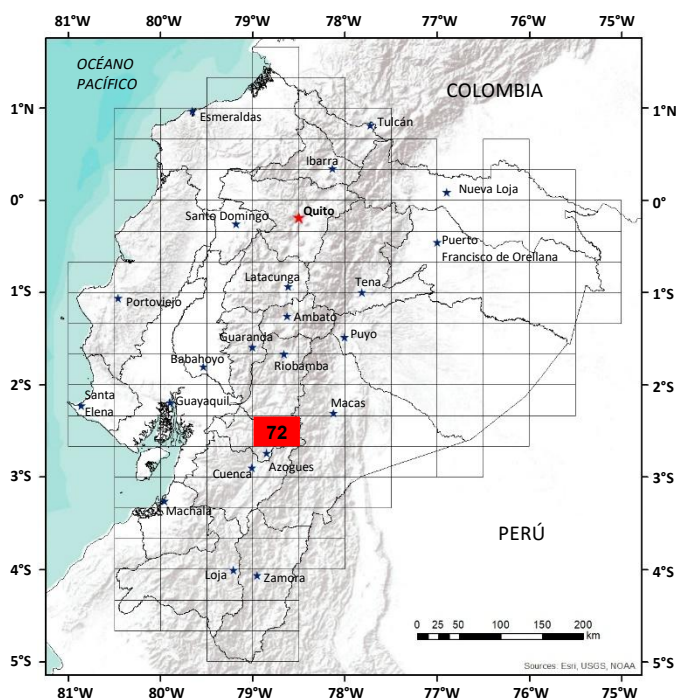 81°W 80°W 79°W 78°W 77°W 76°W 75°W
OCÉANO
PACÍFICO
COLOMBIA
1°N 1°N
Esmeraldas
Tulcán
Ibarra
Nueva Loja
0° 0°
Santo Domingo
Quito
Puerto
Francisco de Orellana
Latacunga
Tena
1°S 1°S
Portoviejo
Ambato
Guaranda
Puyo
Babahoyo
Riobamba
2°S 2°S
Santa
Elena
Guayaquil
Macas
72
3°S 3°S
Cuenca
Azogues
Machala
PERÚ
4°S 4°S
Loja
Zamora
0 25 50 100 150 200
km
5°S 5°S
Sources: Esri, USGS, NOAA
81°W 80°W 79°W 78°W 77°W 76°W 75°W